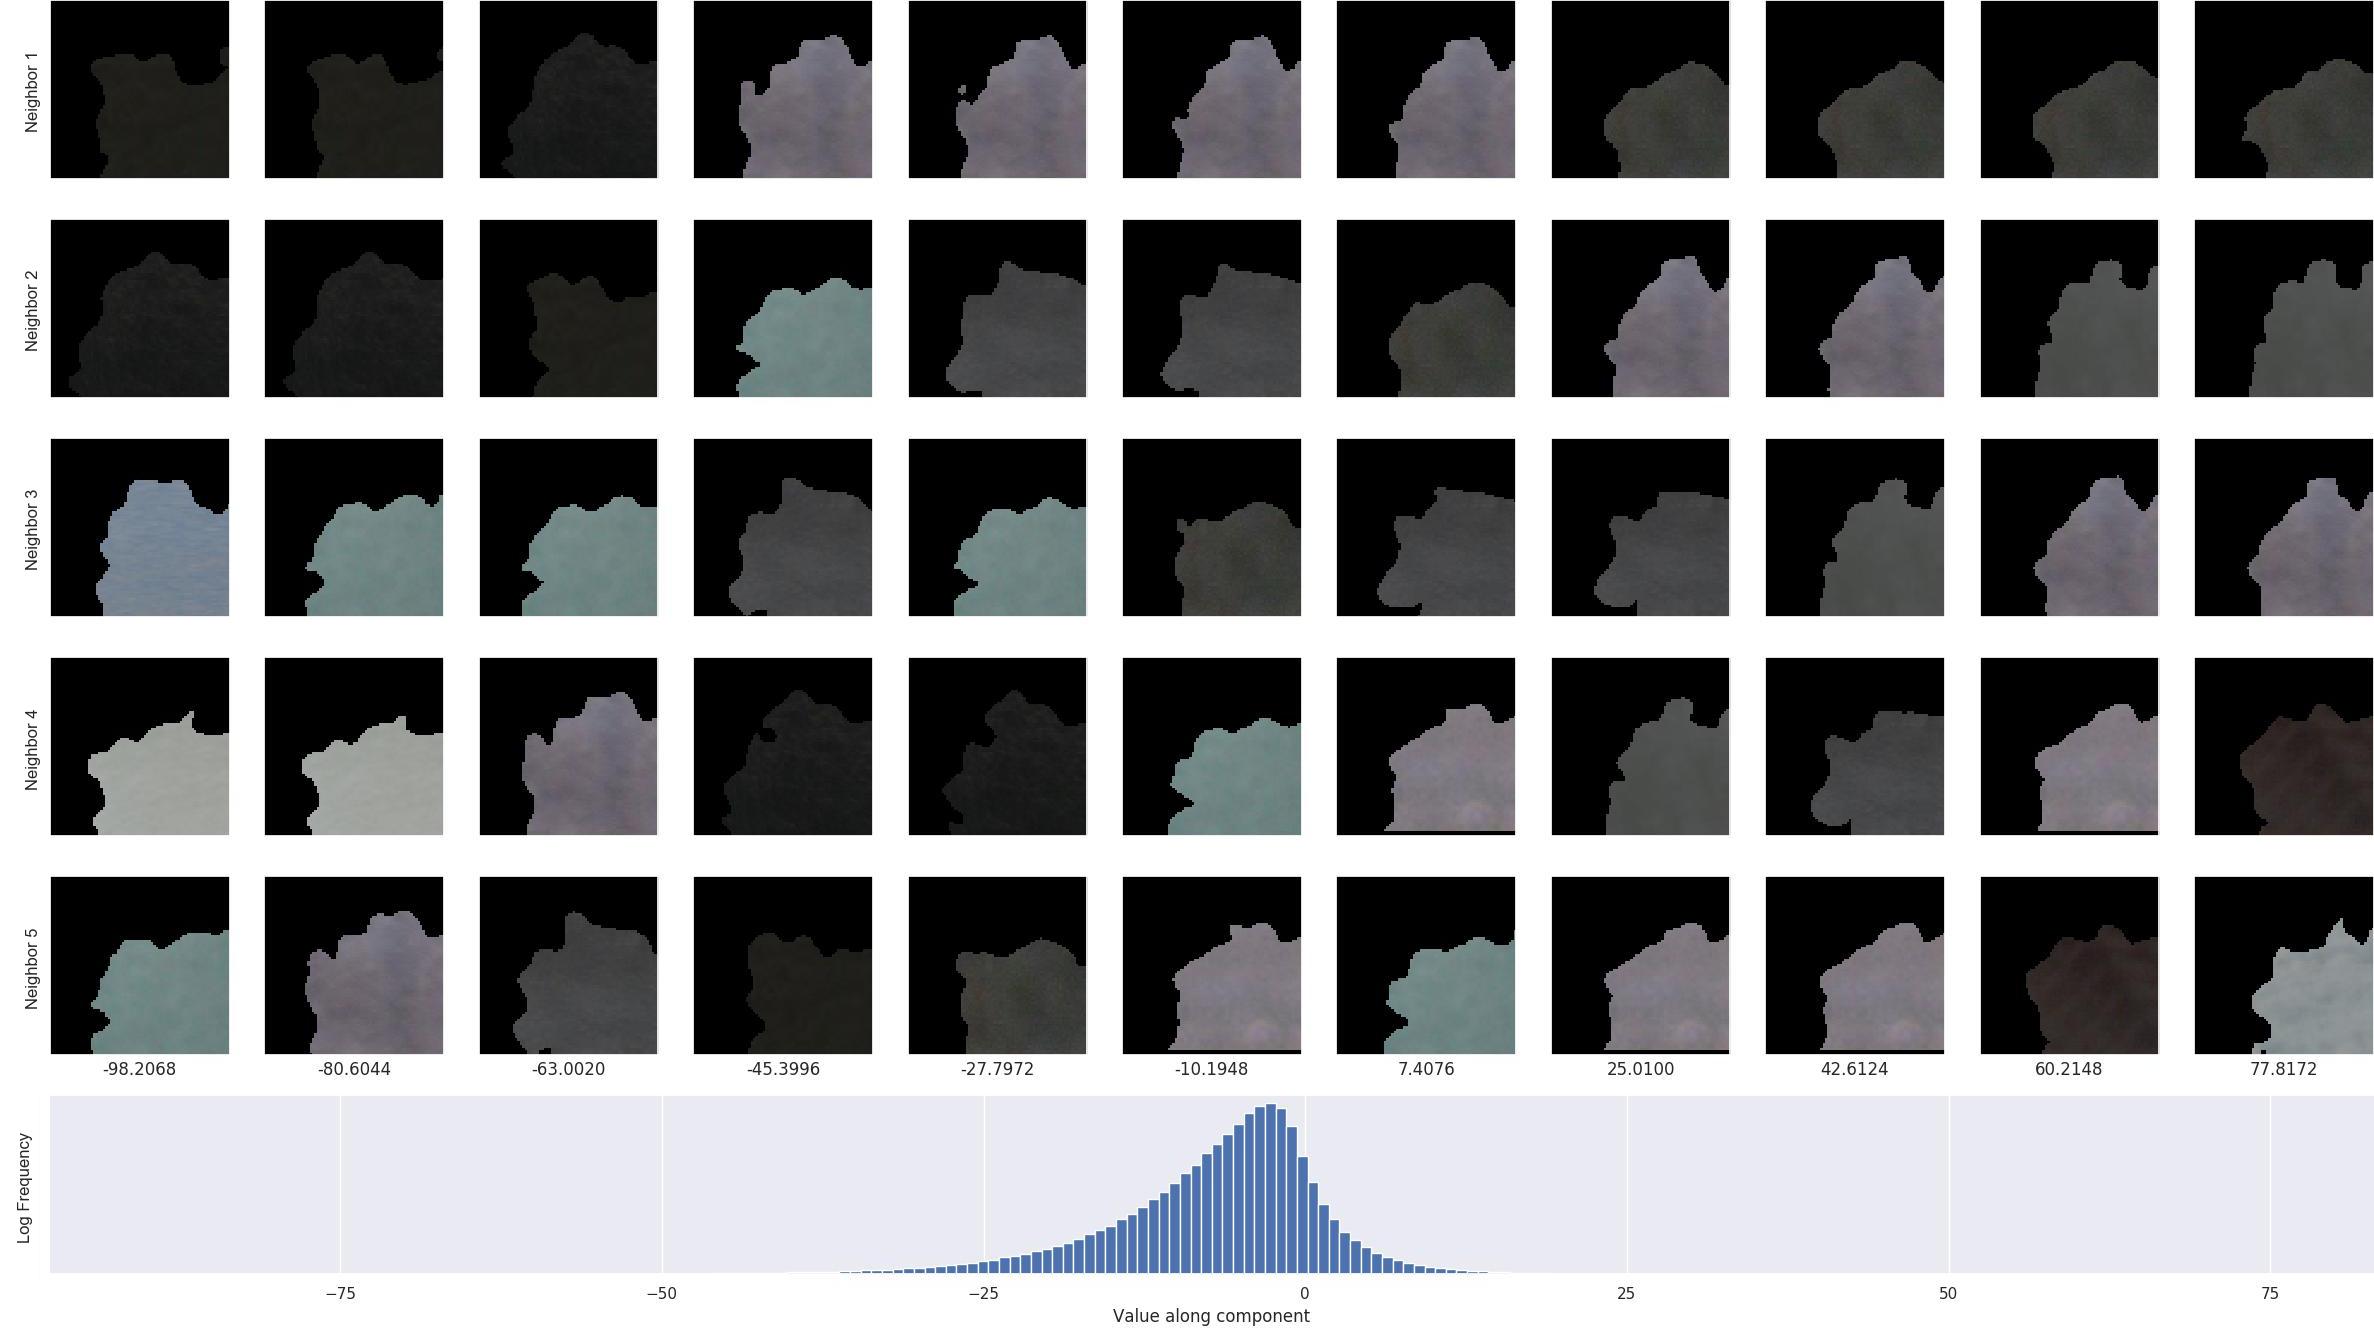 Neighbor 1
Neighbor 2
Neighbor 3
Neighbor 4
Neighbor 5
-98.2068 -80.6044 -63.0020 -45.3996 -27.7972 -10.1948 7.4076 25.0100 42.6124 60.2148 77.8172
Log Frequency
−75 −50 −25 0 25 50 75
Value along component